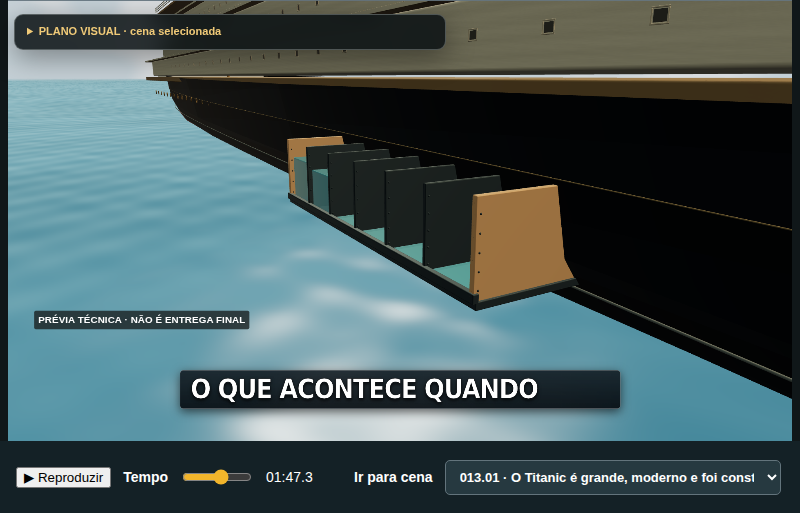 ▶ PLANO VISUAL · cena selecionada
PRÉVIA TÉCNICA · NÃO É ENTREGA FINAL
O QUE ACONTECE QUANDO
▶ Reproduzir Tempo 01:47.3 Ir para cena 013.01 · O Titanic é grande, moderno e foi const